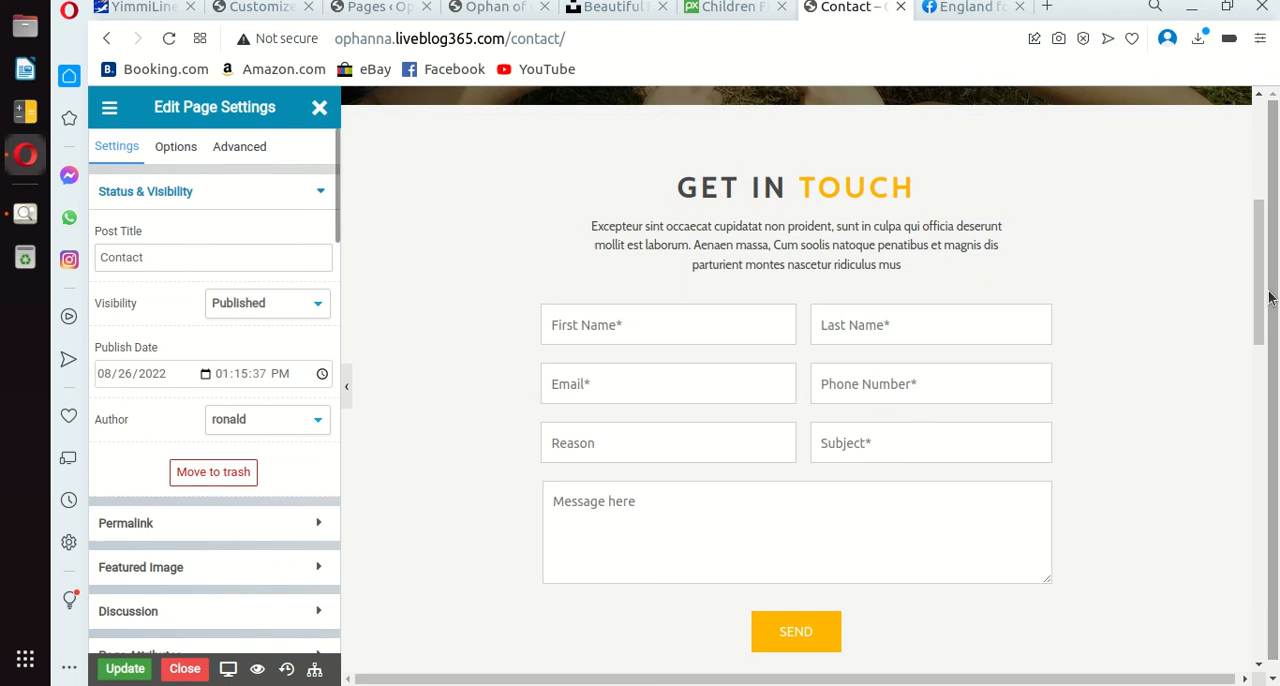 YimmiLine
Customize
Pages ‹ Op
Ophan of
Beautiful
Children F
Contact –
England fo
Not secure
ophanna.liveblog365.com/contact/
Booking.com
Amazon.com
eBay
Facebook
YouTube
Edit Page Settings
Settings
Options
Advanced
Status & Visibility
Post Title
Contact
Visibility
Published
Publish Date
08/26/2022
01:15:37 PM
Author
ronald
Move to trash
Permalink
Featured Image
Discussion
Update
Close
GET IN TOUCH
Excepteur sint occaecat cupidatat non proident, sunt in culpa qui officia deserunt
mollit est laborum. Aenaen massa, Cum soolis natoque penatibus et magnis dis
parturient montes nascetur ridiculus mus
First Name*
Last Name*
Email*
Phone Number*
Reason
Subject*
Message here
SEND